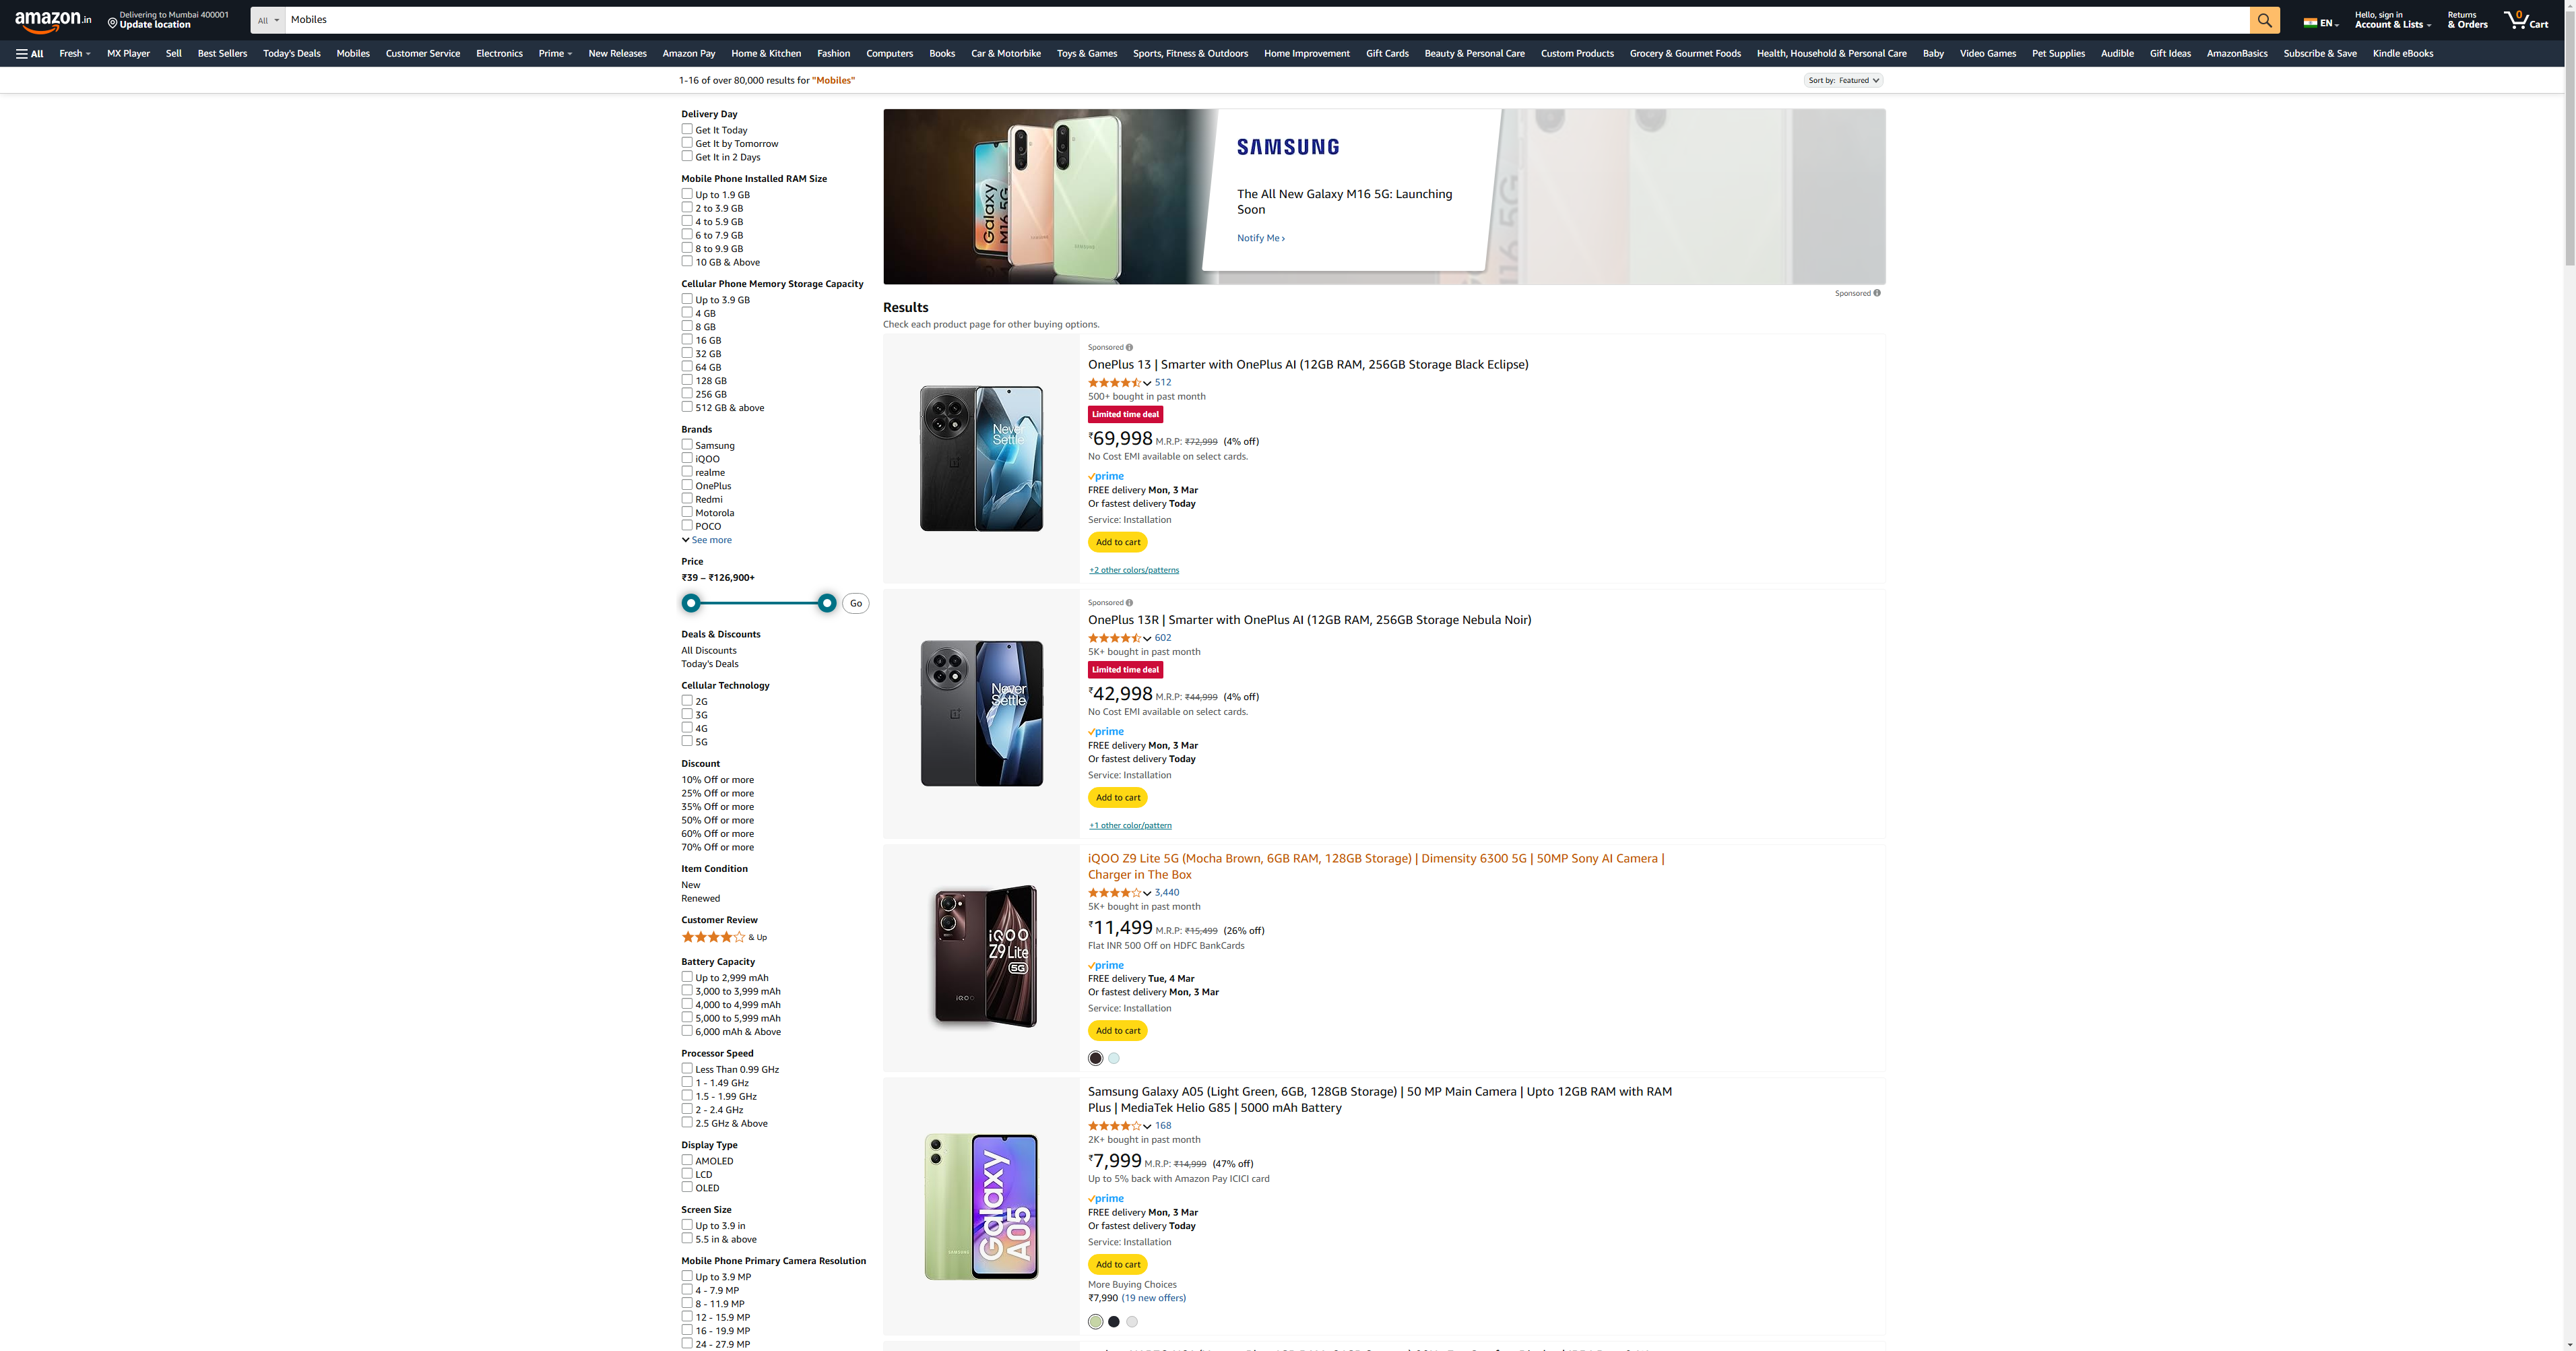 amazon.in
Delivering to Mumbai 400001
Update location
All
Mobiles
EN
Hello, sign in
Account & Lists
Returns
& Orders
0
Cart
All
Fresh
MX Player
Sell
Best Sellers
Today's Deals
Mobiles
Customer Service
Electronics
Prime
New Releases
Amazon Pay
Home & Kitchen
Fashion
Computers
Books
Car & Motorbike
Toys & Games
Sports, Fitness & Outdoors
Home Improvement
Gift Cards
Beauty & Personal Care
Custom Products
Grocery & Gourmet Foods
Health, Household & Personal Care
Baby
Video Games
Pet Supplies
Audible
Gift Ideas
AmazonBasics
Subscribe & Save
Kindle eBooks
1-16 of over 80,000 results for "Mobiles"
Sort by: Featured
Delivery Day
Get It Today
Get It by Tomorrow
Get It in 2 Days
Mobile Phone Installed RAM Size
Up to 1.9 GB
2 to 3.9 GB
4 to 5.9 GB
6 to 7.9 GB
8 to 9.9 GB
10 GB & Above
Cellular Phone Memory Storage Capacity
Up to 3.9 GB
4 GB
8 GB
16 GB
32 GB
64 GB
128 GB
256 GB
512 GB & above
Brands
Samsung
iQOO
realme
OnePlus
Redmi
Motorola
POCO
See more
Price
₹39 – ₹126,900+
Go
Deals & Discounts
All Discounts
Today's Deals
Cellular Technology
2G
3G
4G
5G
Discount
10% Off or more
25% Off or more
35% Off or more
50% Off or more
60% Off or more
70% Off or more
Item Condition
New
Renewed
Customer Review
& Up
Battery Capacity
Up to 2,999 mAh
3,000 to 3,999 mAh
4,000 to 4,999 mAh
5,000 to 5,999 mAh
6,000 mAh & Above
Processor Speed
Less Than 0.99 GHz
1 - 1.49 GHz
1.5 - 1.99 GHz
2 - 2.4 GHz
2.5 GHz & Above
Display Type
AMOLED
LCD
OLED
Screen Size
Up to 3.9 in
5.5 in & above
Mobile Phone Primary Camera Resolution
Up to 3.9 MP
4 - 7.9 MP
8 - 11.9 MP
12 - 15.9 MP
16 - 19.9 MP
24 - 27.9 MP
Galaxy
M16 5G
SAMSUNG
SAMSUNG
SAMSUNG
The All New Galaxy M16 5G: Launching
Soon
Notify Me ›
Sponsored
Results
Check each product page for other buying options.
Never
Settle
Sponsored
OnePlus 13 | Smarter with OnePlus AI (12GB RAM, 256GB Storage Black Eclipse)
512
500+ bought in past month
Limited time deal
₹69,998 M.R.P: ₹72,999 (4% off)
No Cost EMI available on select cards.
prime
FREE delivery Mon, 3 Mar
Or fastest delivery Today
Service: Installation
Add to cart
+2 other colors/patterns
Never
Settle
Sponsored
OnePlus 13R | Smarter with OnePlus AI (12GB RAM, 256GB Storage Nebula Noir)
602
5K+ bought in past month
Limited time deal
₹42,998 M.R.P: ₹44,999 (4% off)
No Cost EMI available on select cards.
prime
FREE delivery Mon, 3 Mar
Or fastest delivery Today
Service: Installation
Add to cart
+1 other color/pattern
iQOO
Z9 Lite
5G
iQOO
iQOO Z9 Lite 5G (Mocha Brown, 6GB RAM, 128GB Storage) | Dimensity 6300 5G | 50MP Sony AI Camera |
Charger in The Box
3,440
5K+ bought in past month
₹11,499 M.R.P: ₹15,499 (26% off)
Flat INR 500 Off on HDFC BankCards
prime
FREE delivery Tue, 4 Mar
Or fastest delivery Mon, 3 Mar
Service: Installation
Add to cart
SAMSUNG
Galaxy
A05
Samsung Galaxy A05 (Light Green, 6GB, 128GB Storage) | 50 MP Main Camera | Upto 12GB RAM with RAM
Plus | MediaTek Helio G85 | 5000 mAh Battery
168
2K+ bought in past month
₹7,999 M.R.P: ₹14,999 (47% off)
Up to 5% back with Amazon Pay ICICI card
prime
FREE delivery Mon, 3 Mar
Or fastest delivery Today
Service: Installation
Add to cart
More Buying Choices
₹7,990 (19 new offers)